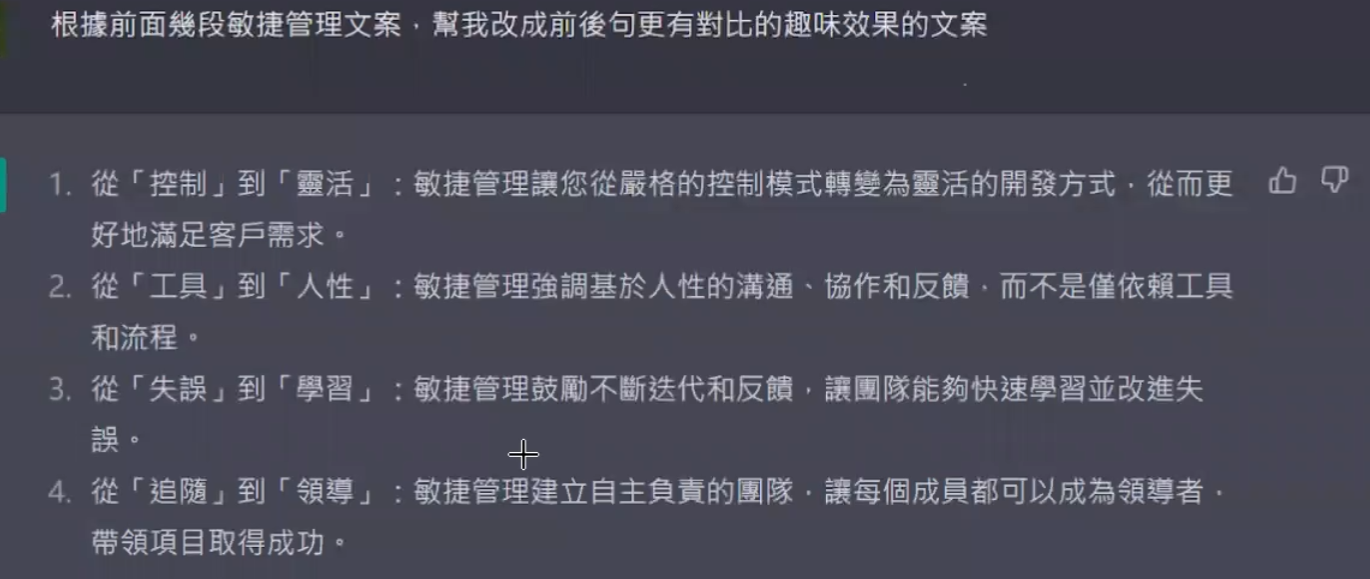 根據前面幾段敏捷管理文案，幫我改成前後句更有對比的趣味效果的文案
1. 從「控制」到「靈活」：敏捷管理讓您從嚴格的控制模式轉變為靈活的開發方式，從而更
好地滿足客戶需求。
2. 從「工具」到「人性」：敏捷管理強調基於人性的溝通、協作和反饋，而不是僅依賴工具
和流程。
3. 從「失誤」到「學習」：敏捷管理鼓勵不斷迭代和反饋，讓團隊能夠快速學習並改進失
誤。
4. 從「追隨」到「領導」：敏捷管理建立自主負責的團隊，讓每個成員都可以成為領導者，
帶領項目取得成功。